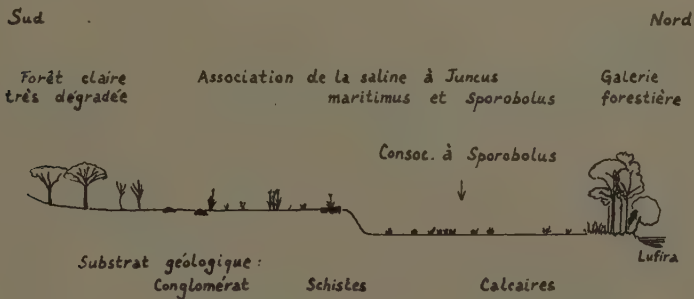 Sud
Nord
Forêt claire
très dégradée
Association de la saline à Juncus
maritimus et Sporobolus
Galerie
forestière
Consoc. à Sporobolus
Lufira
Substrat géologique :
Conglomérat
Schistes
Calcaires